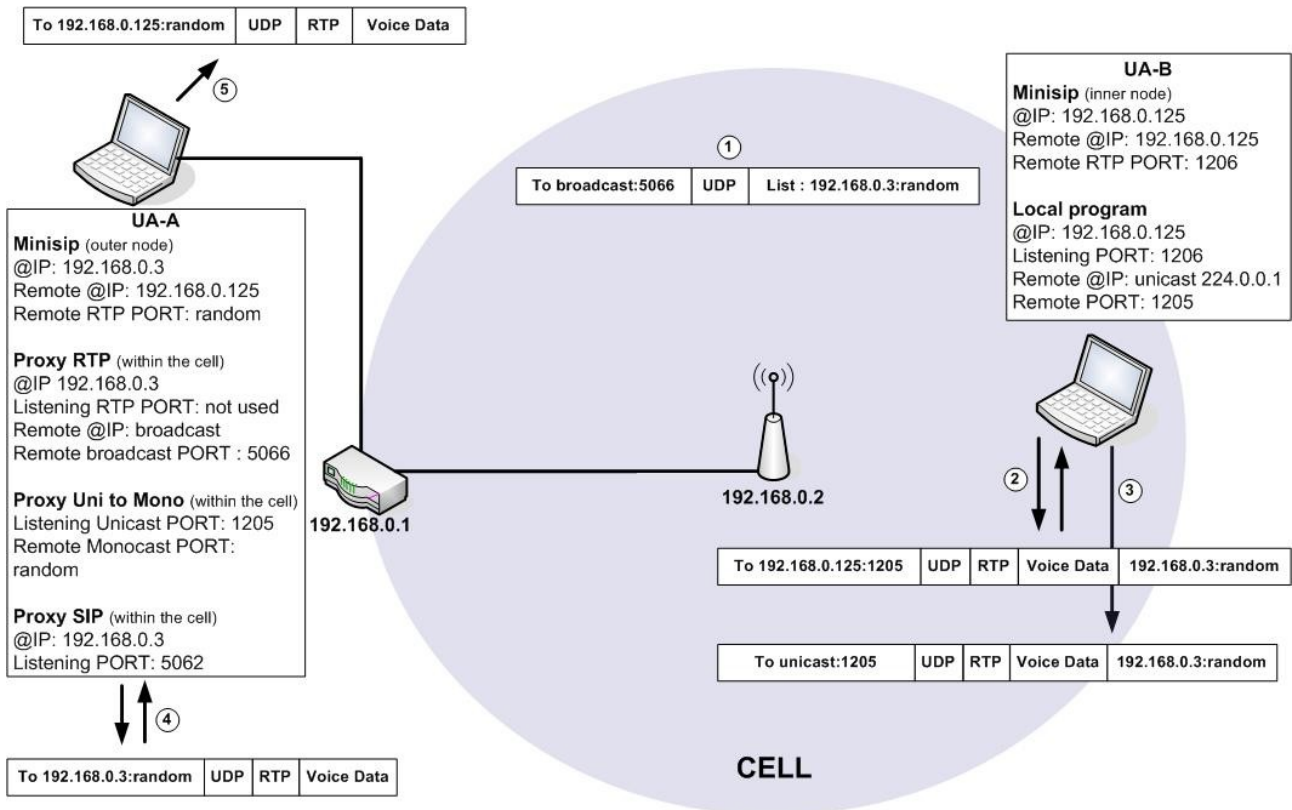 To 192.168.0.125:random UDP RTP Voice Data
5
UA-A
Minisip (outer node)
@IP: 192.168.0.3
Remote @IP: 192.168.0.125
Remote RTP PORT: random
Proxy RTP (within the cell)
@IP 192.168.0.3
Listening RTP PORT: not used
Remote @IP: broadcast
Remote broadcast PORT : 5066
Proxy Uni to Mono (within the cell)
Listening Unicast PORT: 1205
Remote Monocast PORT:
random
Proxy SIP (within the cell)
@IP: 192.168.0.3
Listening PORT: 5062
4
To 192.168.0.3:random UDP RTP Voice Data
192.168.0.1
1
To broadcast:5066 UDP List : 192.168.0.3:random
192.168.0.2
UA-B
Minisip (inner node)
@IP: 192.168.0.125
Remote @IP: 192.168.0.125
Remote RTP PORT: 1206
Local program
@IP: 192.168.0.125
Listening PORT: 1206
Remote @IP: unicast 224.0.0.1
Remote PORT: 1205
2
3
To 192.168.0.125:1205 UDP RTP Voice Data 192.168.0.3:random
To unicast:1205 UDP RTP Voice Data 192.168.0.3:random
CELL